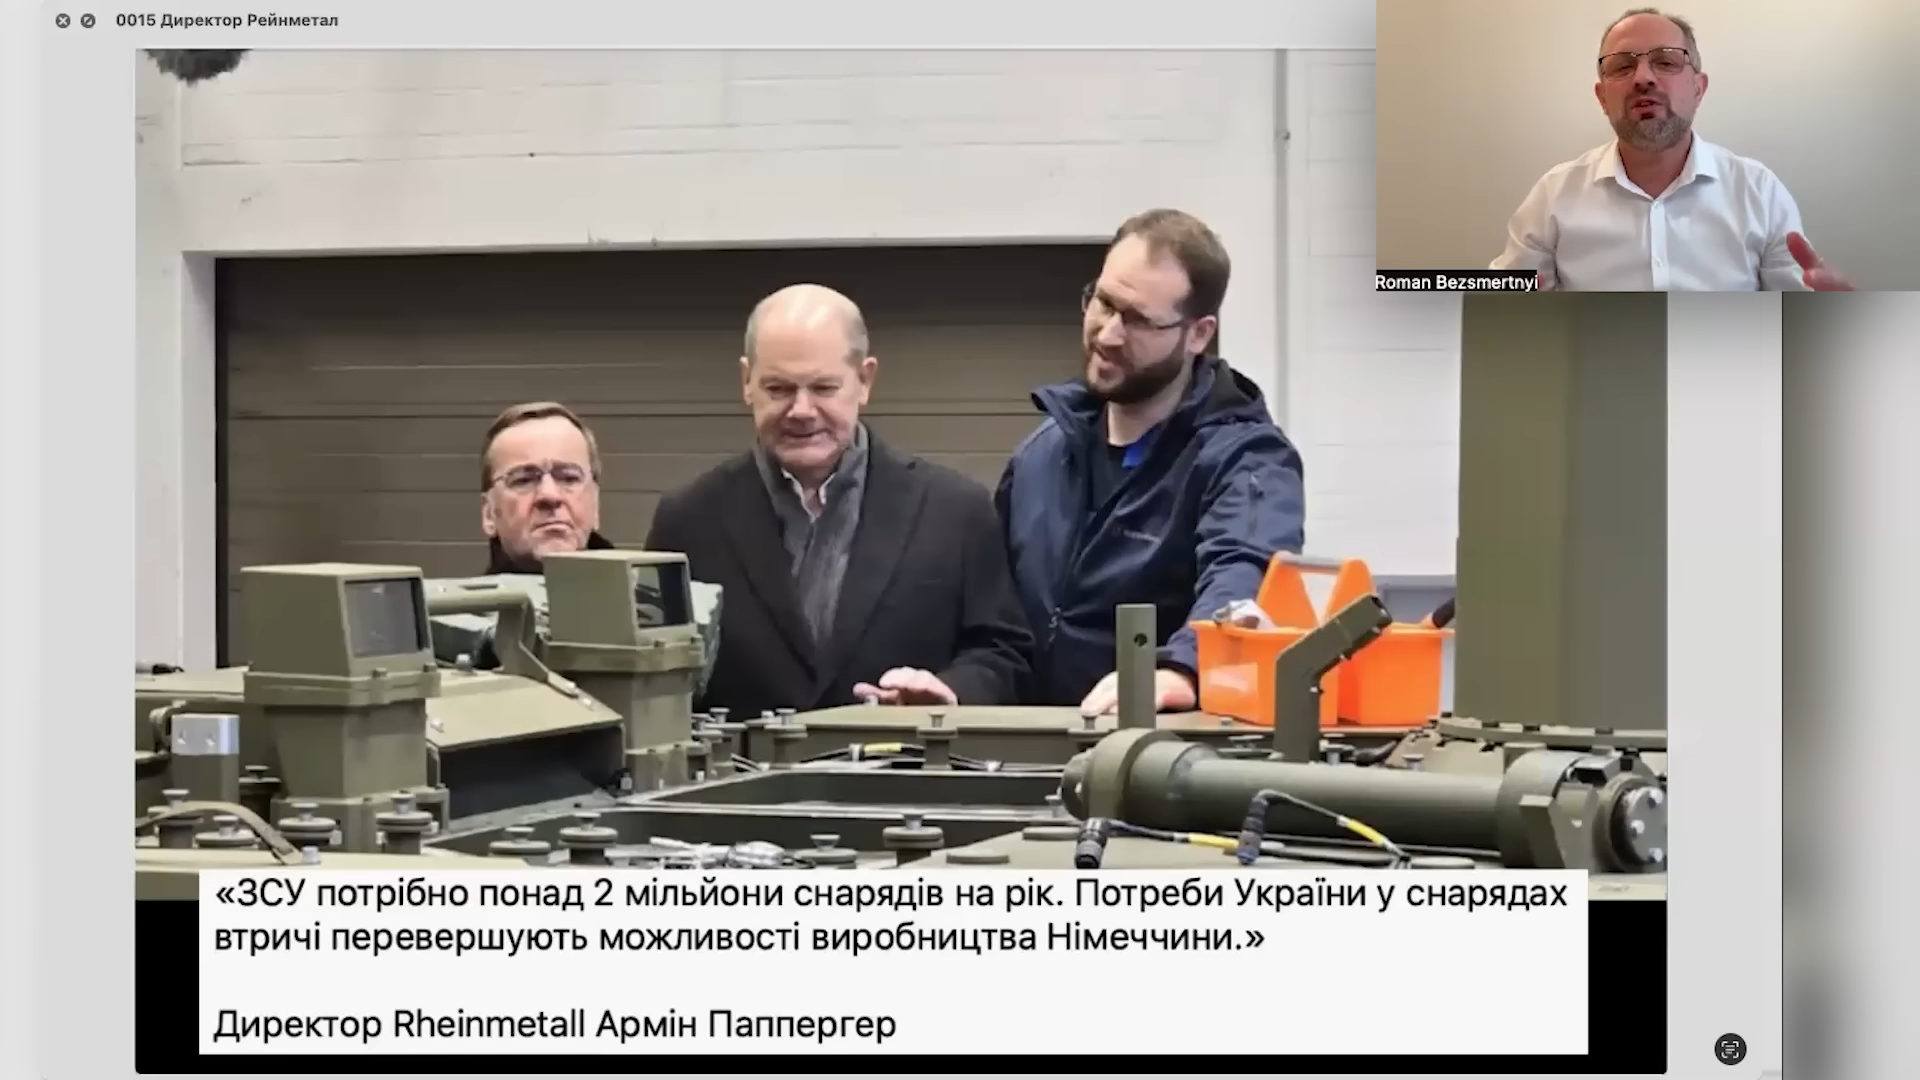 0015 Директор Рейнметал
Roman Bezsmertnyi
«ЗСУ потрібно понад 2 мільйони снарядів на рік. Потреби України у снарядах
втричі перевершують можливості виробництва Німеччини.»
Директор Rheinmetall Армін Паппергер